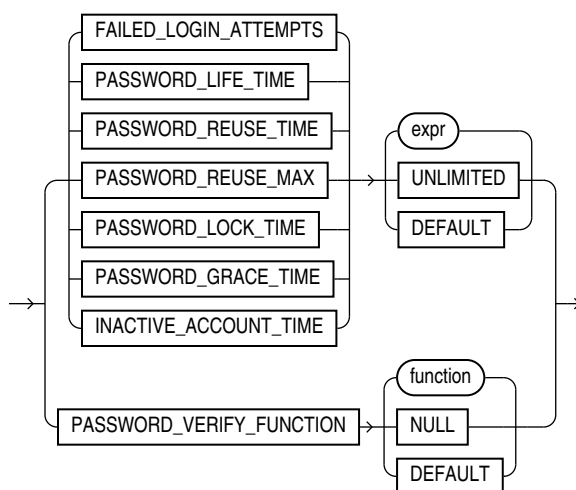 FAILED_LOGIN_ATTEMPTS
PASSWORD_LIFE_TIME
PASSWORD_REUSE_TIME
PASSWORD_REUSE_MAX
PASSWORD_LOCK_TIME
PASSWORD_GRACE_TIME
INACTIVE_ACCOUNT_TIME
expr
UNLIMITED
DEFAULT
PASSWORD_VERIFY_FUNCTION
function
NULL
DEFAULT